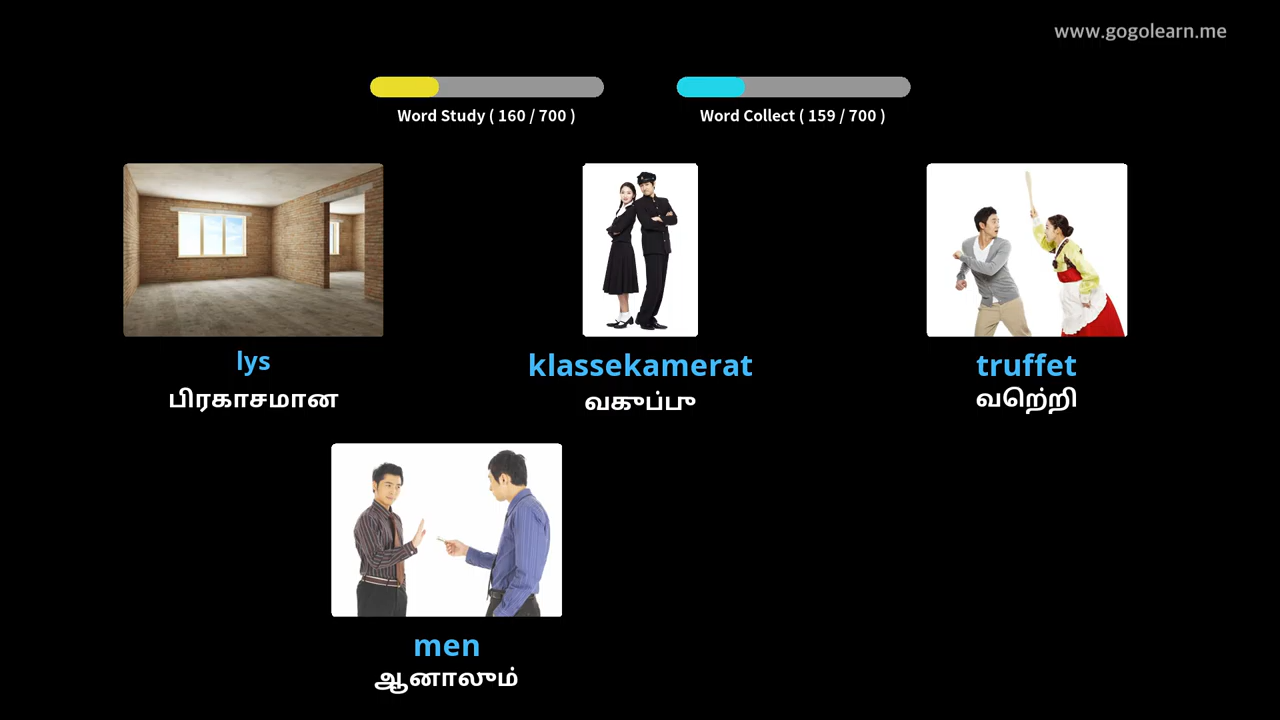 www.gogolearn.me
Word Study ( 160 / 700 )
Word Collect ( 159 / 700 )
lys
பிரகாசமான
klassekamerat
வகுப்பு
truffet
வெற்றி
men
ஆனாலும்